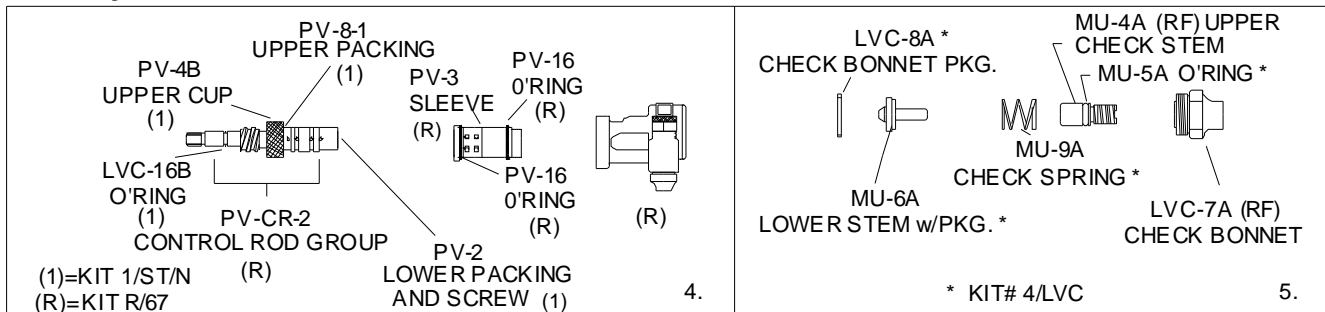 PV-8-1
UPPER PACKING
(1)
PV-4B
UPPER CUP
(1)
LVC-16B
O'RING
(1)
PV-CR-2
CONTROL ROD GROUP
(R)
PV-3
SLEEVE
(R)
PV-16
0'RING
(R)
PV-16
0'RING
(R)
(R)
PV-2
LOWER PACKING
AND SCREW (1)
(1)=KIT 1/ST/N
(R)=KIT R/67
4.
LVC-8A *
CHECK BONNET PKG.
MU-4A (RF) UPPER
CHECK STEM
MU-5A O'RING *
MU-9A
CHECK SPRING *
MU-6A
LOWER STEM w/PKG. *
LVC-7A (RF)
CHECK BONNET
* KIT# 4/LVC
5.